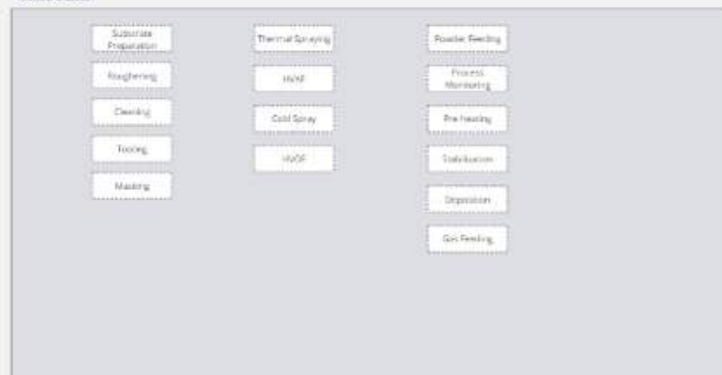 Substrate
Preparation
Roughening
Cleaning
Tooling
Masking
Thermal Spraying
HVAF
Cold Spray
HVOF
Powder Feeding
Process
Monitoring
Pre-heating
Stabilisation
Deposition
Gas Feeding